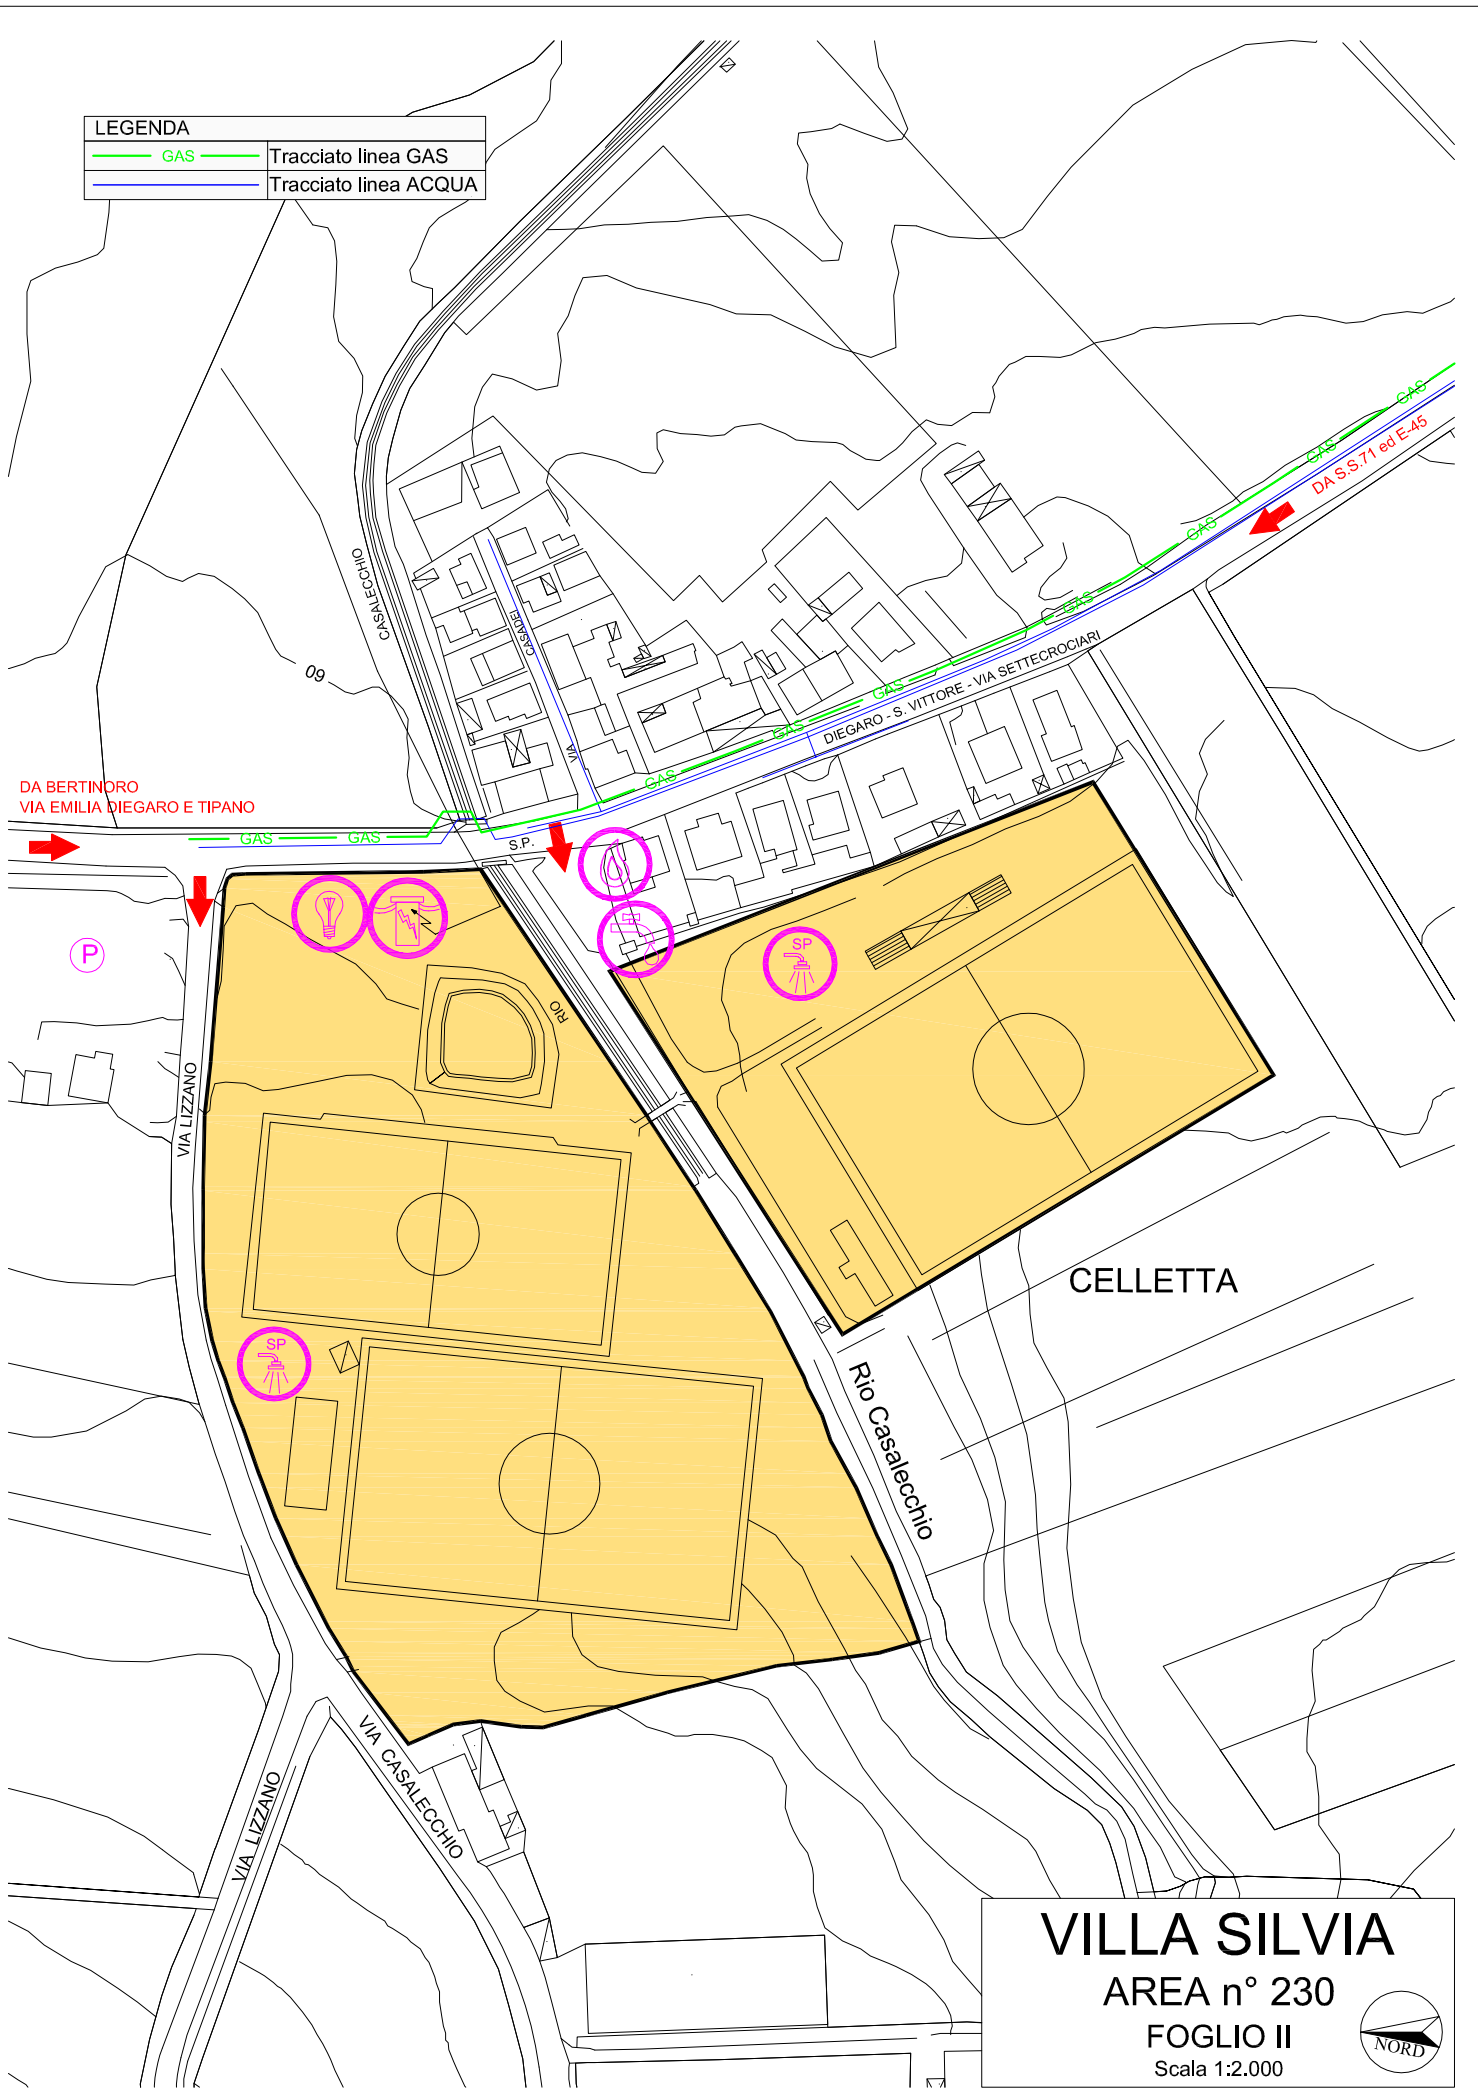 LEGENDA
GAS Tracciato linea GAS
Tracciato linea ACQUA
GAS
GAS
DA S.S.71 ed E-45
GAS
CASALECCHIO
CASADEI
GAS
60
DIEGARO - S. VITTORE - VIA SETTECROCIARI
GAS
GAS
VIA
GAS
DA BERTINORO
VIA EMILIA DIEGARO E TIPANO
GAS
GAS
S.P.
P
SP
RIO
VIA LIZZANO
CELLETTA
SP
Rio Casalecchio
VIA CASALECCHIO
VIA LIZZANO
VILLA SILVIA
AREA n° 230
FOGLIO II
Scala 1:2.000
NORD